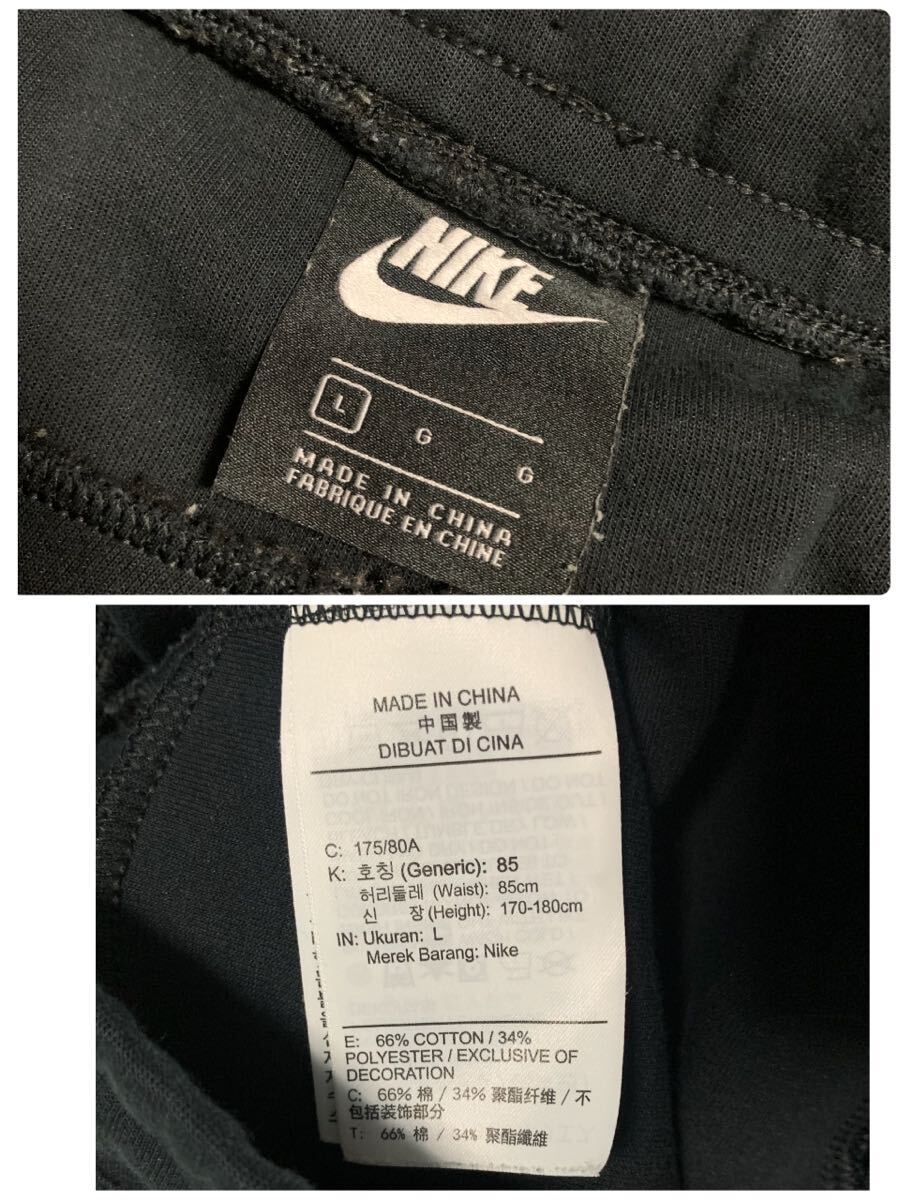 NIKE
L G G
MADE IN CHINA
FABRIQUE EN CHINE
MADE IN CHINA
中国製
DIBUAT DI CINA
C: 175/80A
K: 호칭 (Generic): 85
허리둘레 (Waist): 85cm
신 장 (Height): 170-180cm
IN: Ukuran: L
Merek Barang: Nike
E: 66% COTTON / 34%
POLYESTER / EXCLUSIVE OF
DECORATION
C: 66% 棉 / 34% 聚酯纤维 / 不
包括装饰部分
T: 66% 棉 / 34% 聚酯纖維